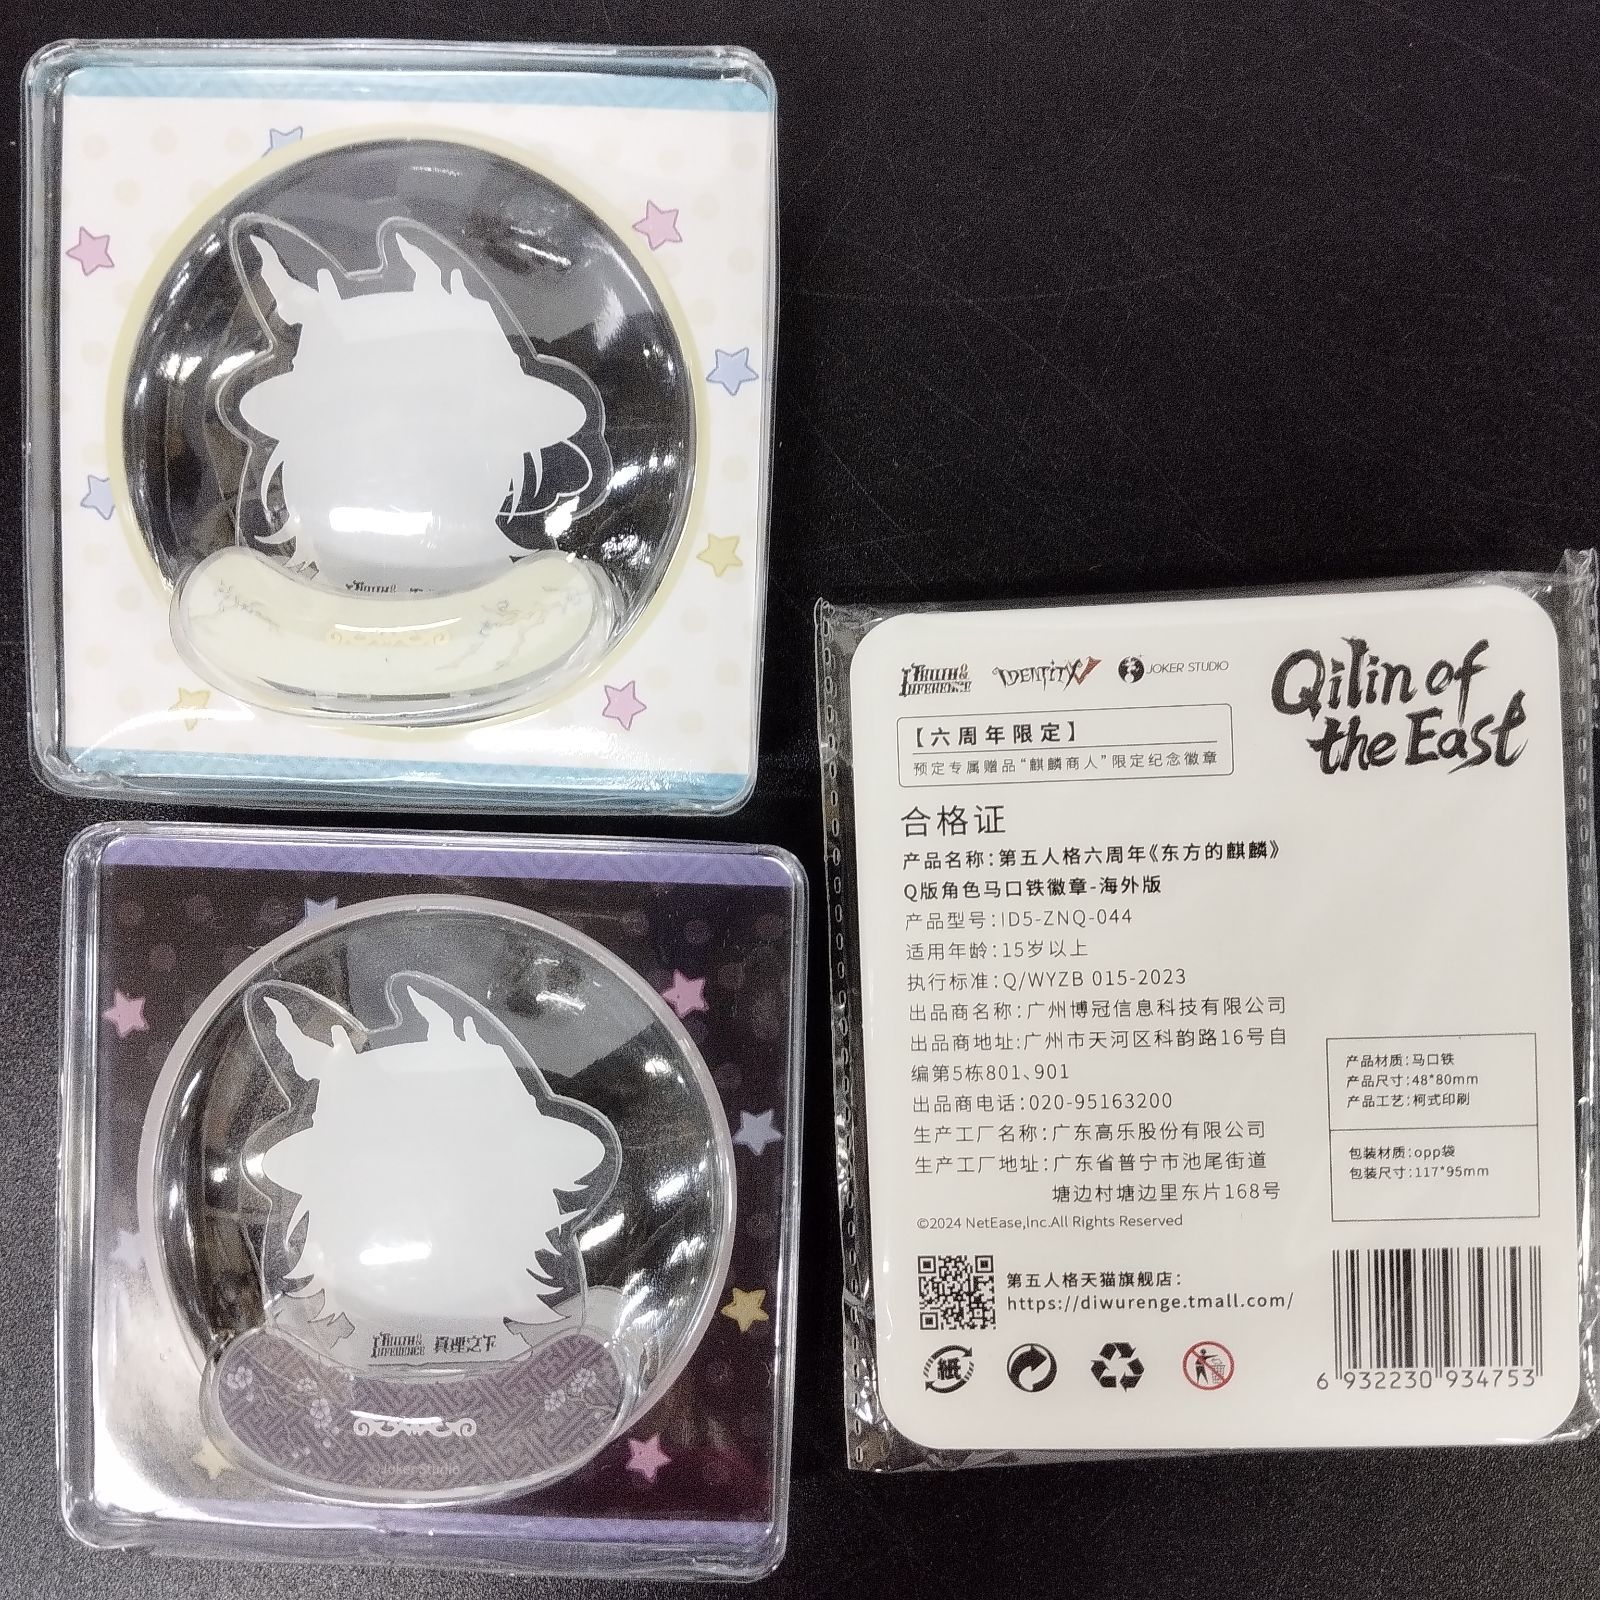 TRUTH&
INFERENCE
真理之下
Joker Studio
TRUTH&
INFERENCE
IDENTITY V
JOKER STUDIO
Qilin of
the East
【六周年限定】
预定专属赠品“麒麟商人”限定纪念徽章
合格证
产品名称:第五人格六周年《东方的麒麟》
Q版角色马口铁徽章-海外版
产品型号:ID5-ZNQ-044
适用年龄:15岁以上
执行标准:Q/WYZB 015-2023
出品商名称:广州博冠信息科技有限公司
出品商地址:广州市天河区科韵路16号自
编第5栋801、901
出品商电话:020-95163200
生产工厂名称:广东高乐股份有限公司
生产工厂地址:广东省普宁市池尾街道
塘边村塘边里东片168号
©2024 NetEase,Inc.All Rights Reserved
产品材质:马口铁
产品尺寸:48*80mm
产品工艺:柯式印刷
包装材质:opp袋
包装尺寸:117*95mm
第五人格天猫旗舰店:
https://diwurenge.tmall.com/
紙
6 932230 934753